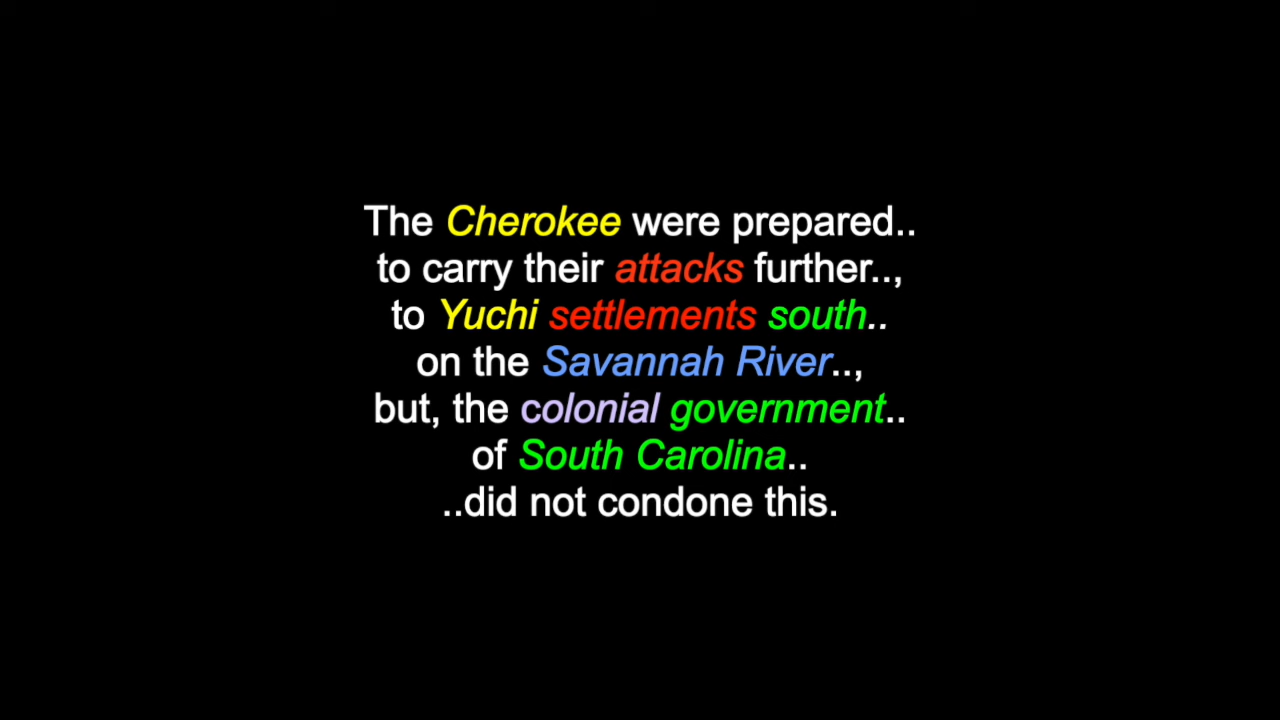 The Cherokee were prepared..
to carry their attacks further..,
to Yuchi settlements south..
on the Savannah River..,
but, the colonial government..
of South Carolina..
..did not condone this.